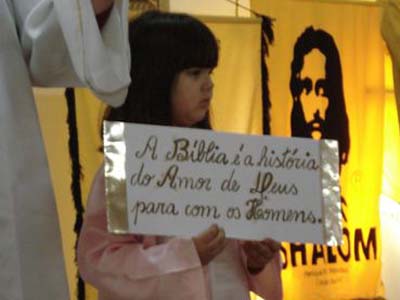 A Bíblia é a história
do Amor de Deus
para com os Homens.
SHALOM